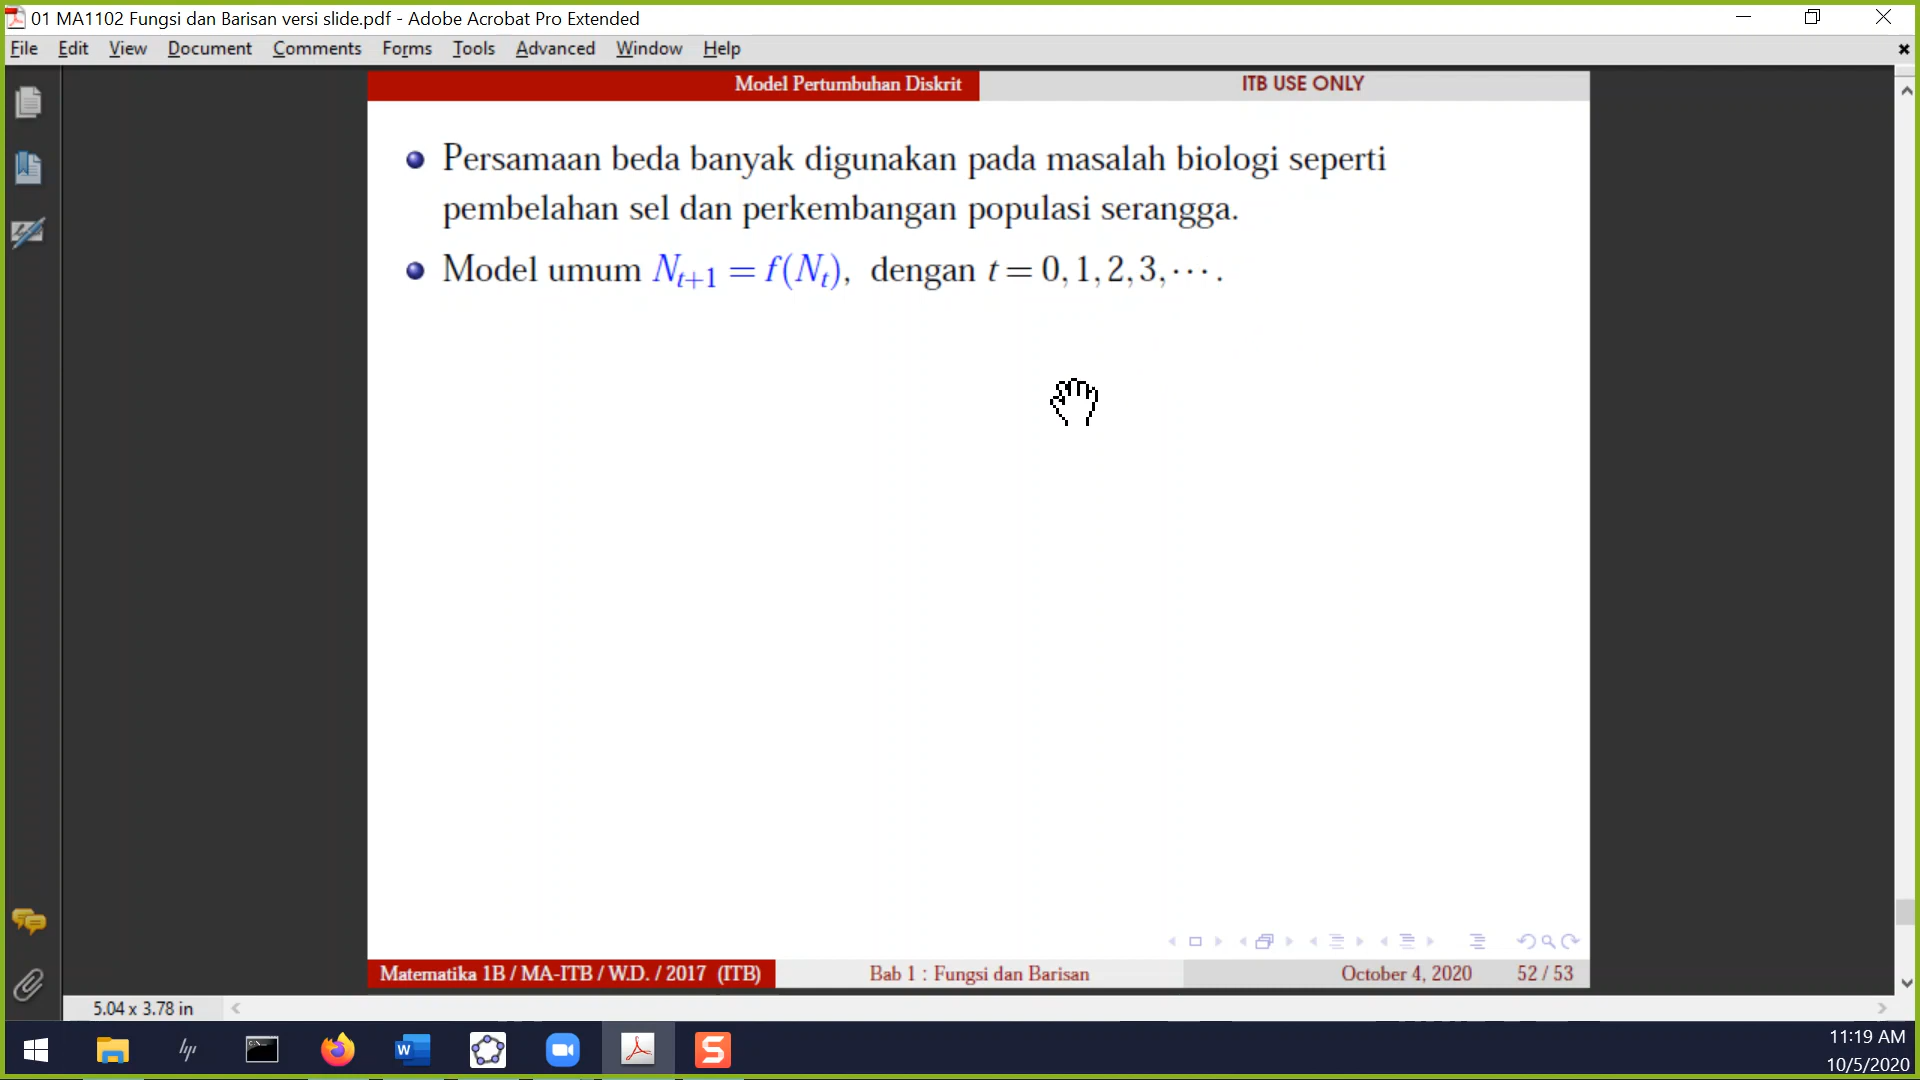 01 MA1102 Fungsi dan Barisan versi slide.pdf - Adobe Acrobat Pro Extended
File Edit View Document Comments Forms Tools Advanced Window Help
Model Pertumbuhan Diskrit ITB USE ONLY
Persamaan beda banyak digunakan pada masalah biologi seperti
pembelahan sel dan perkembangan populasi serangga.
Model umum N_{t+1} = f(N_t), dengan t = 0, 1, 2, 3, ⋯.
Matematika 1B / MA-ITB / W.D. / 2017 (ITB) Bab 1 : Fungsi dan Barisan October 4, 2020 52 / 53
5.04 x 3.78 in
11:19 AM
10/5/2020